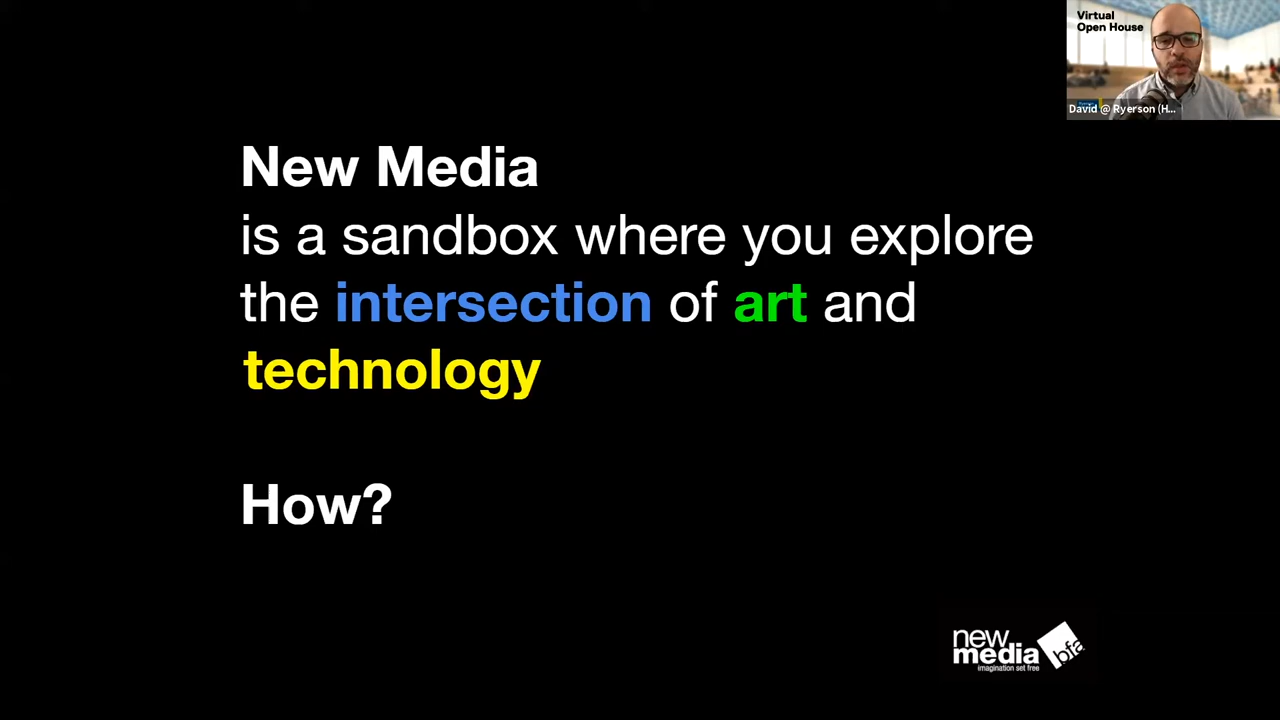 Virtual
Open House
David @ Ryerson (H...
New Media
is a sandbox where you explore
the intersection of art and
technology
How?
new
media
bfa
imagination set free